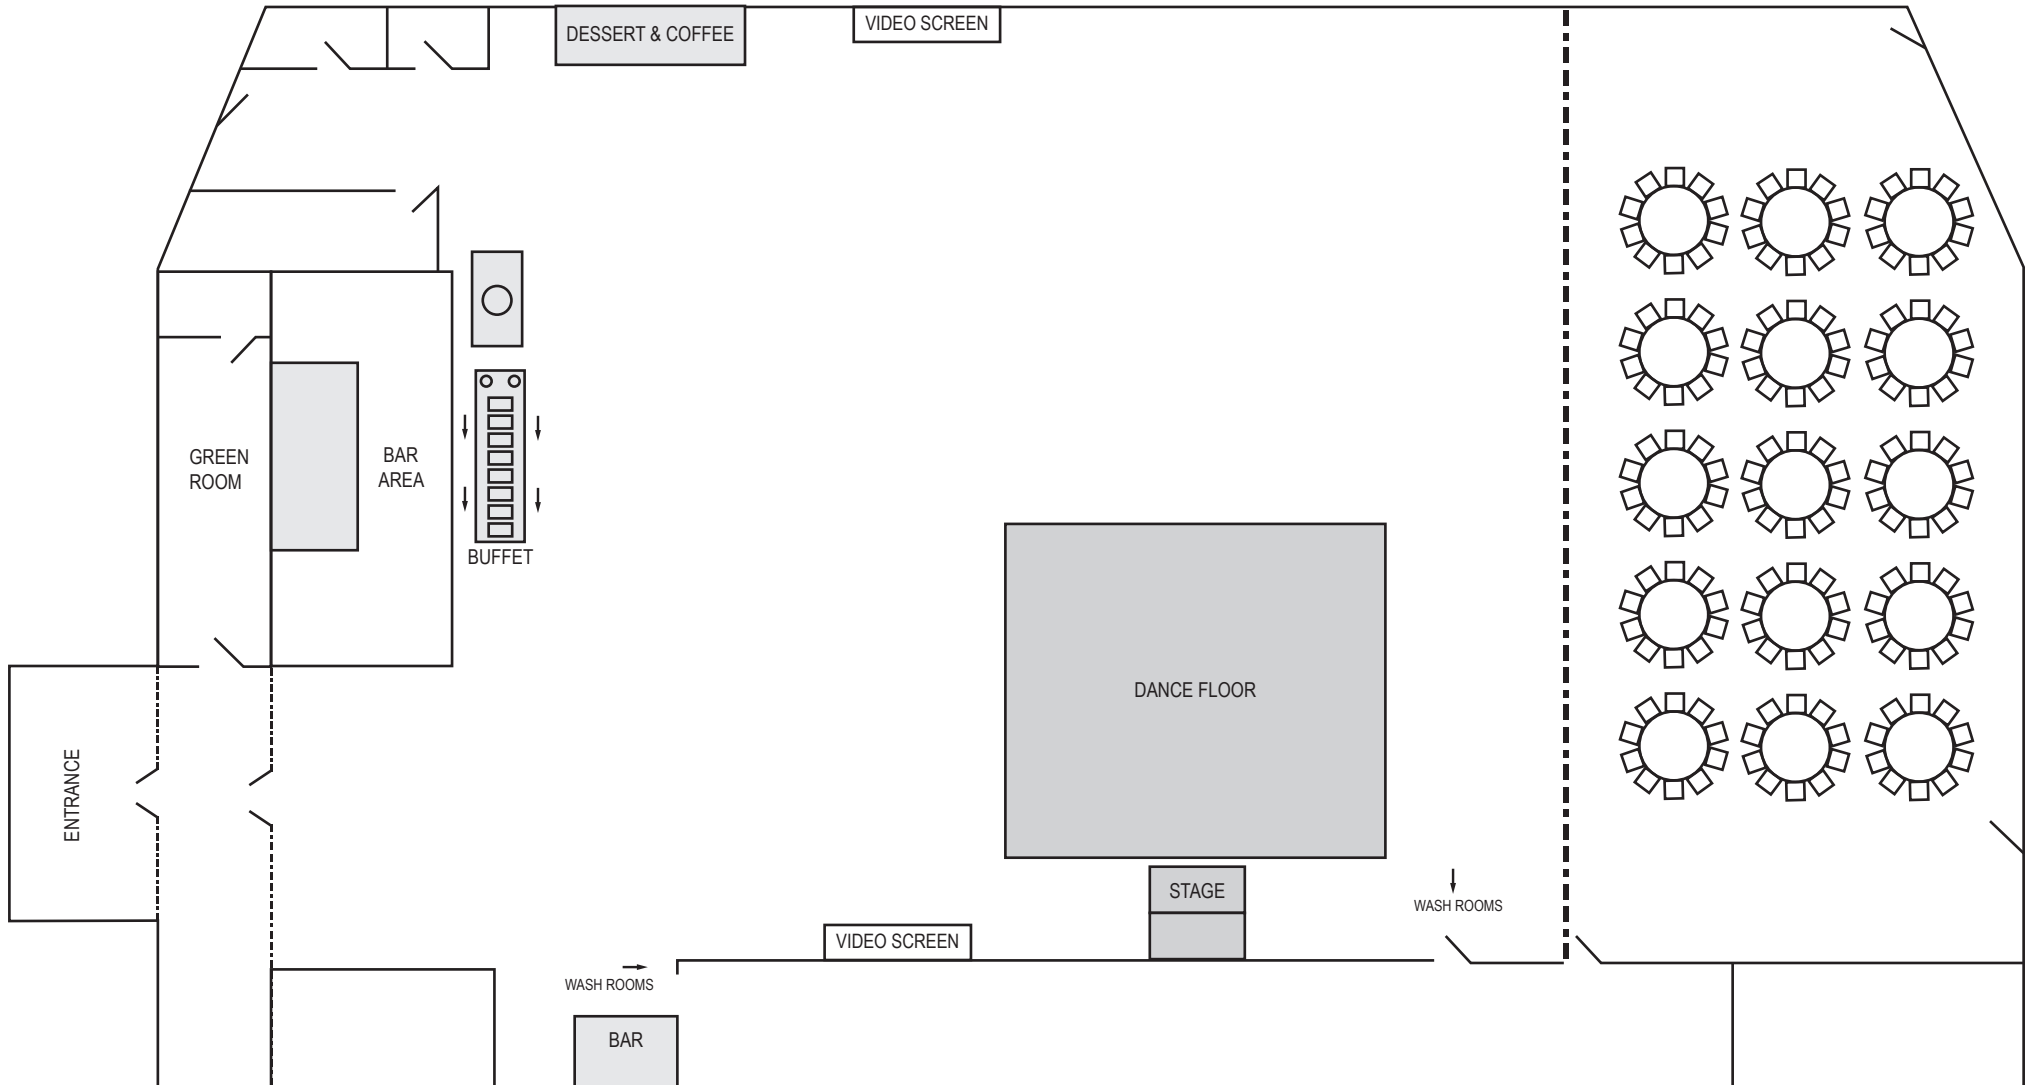 DESSERT & COFFEE
VIDEO SCREEN
GREEN
ROOM
BAR
AREA
BUFFET
DANCE FLOOR
ENTRANCE
STAGE
WASH ROOMS
VIDEO SCREEN
WASH ROOMS
BAR